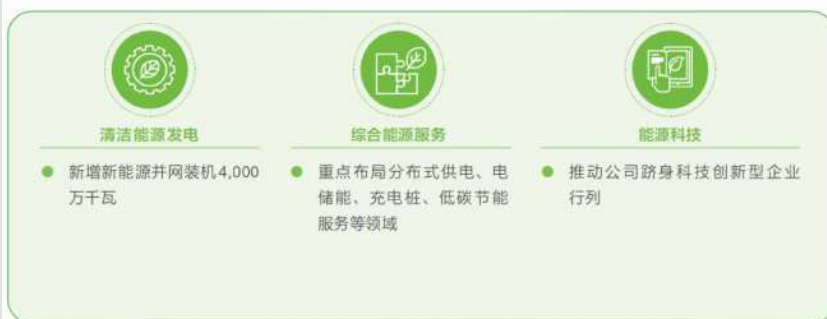 清洁能源发电
新增新能源并网装机4,000
万千瓦
综合能源服务
重点布局分布式供电、电
储能、充电桩、低碳节能
服务等领域
能源科技
推动公司跻身科技创新型企业
行列